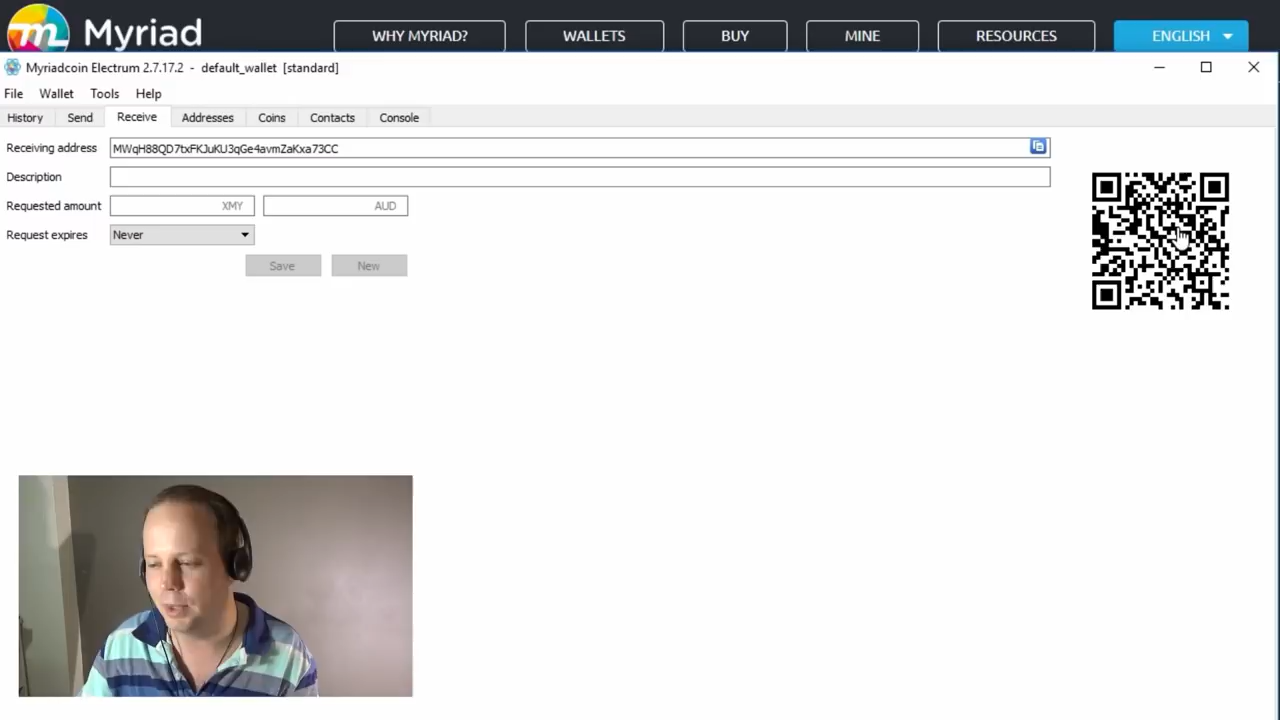 Myriad
WHY MYRIAD? WALLETS BUY MINE RESOURCES ENGLISH
Myriadcoin Electrum 2.7.17.2 - default_wallet [standard]
File Wallet Tools Help
History Send Receive Addresses Coins Contacts Console
Receiving address MWqH88QD7txFKJuKU3qGe4avmZaKxa73CC
Description
Requested amount XMY AUD
Request expires Never
Save New